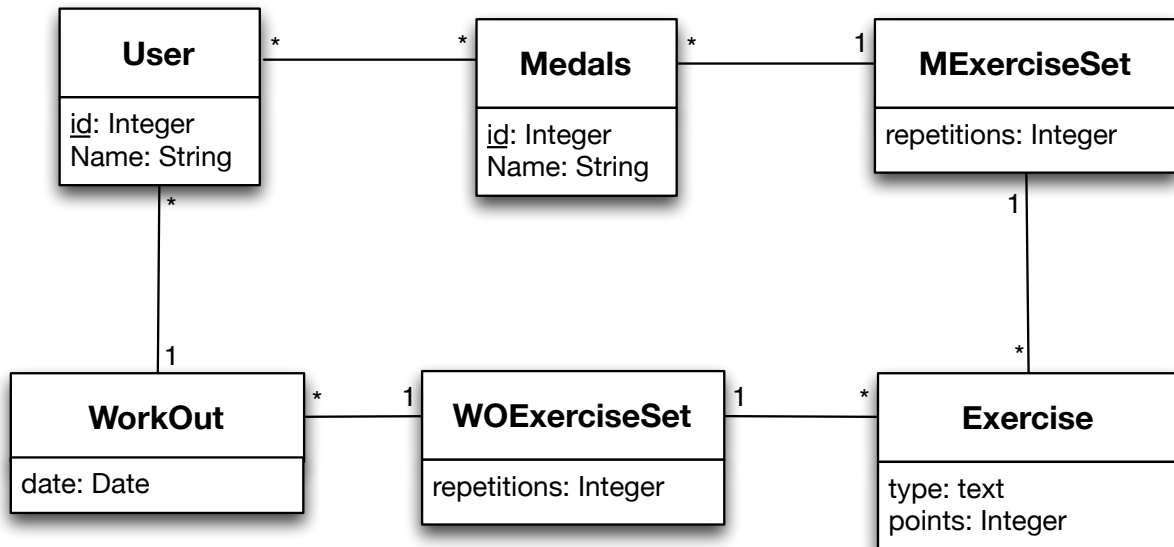 User
id: Integer
Name: String
*
*
Medals
id: Integer
Name: String
*
1
MExerciseSet
repetitions: Integer
*
1
1
*
WorkOut
date: Date
*
1
WOExerciseSet
repetitions: Integer
1
*
Exercise
type: text
points: Integer